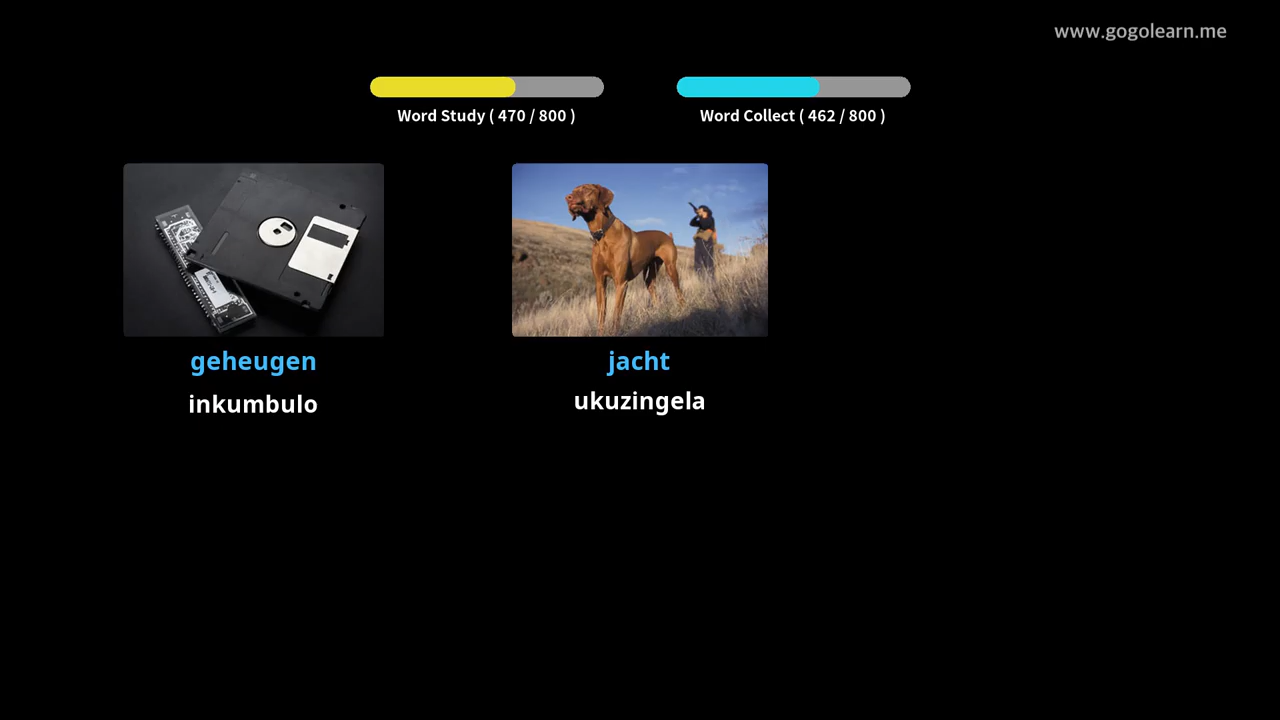 www.gogolearn.me
Word Study ( 470 / 800 )
Word Collect ( 462 / 800 )
geheugen
inkumbulo
jacht
ukuzingela